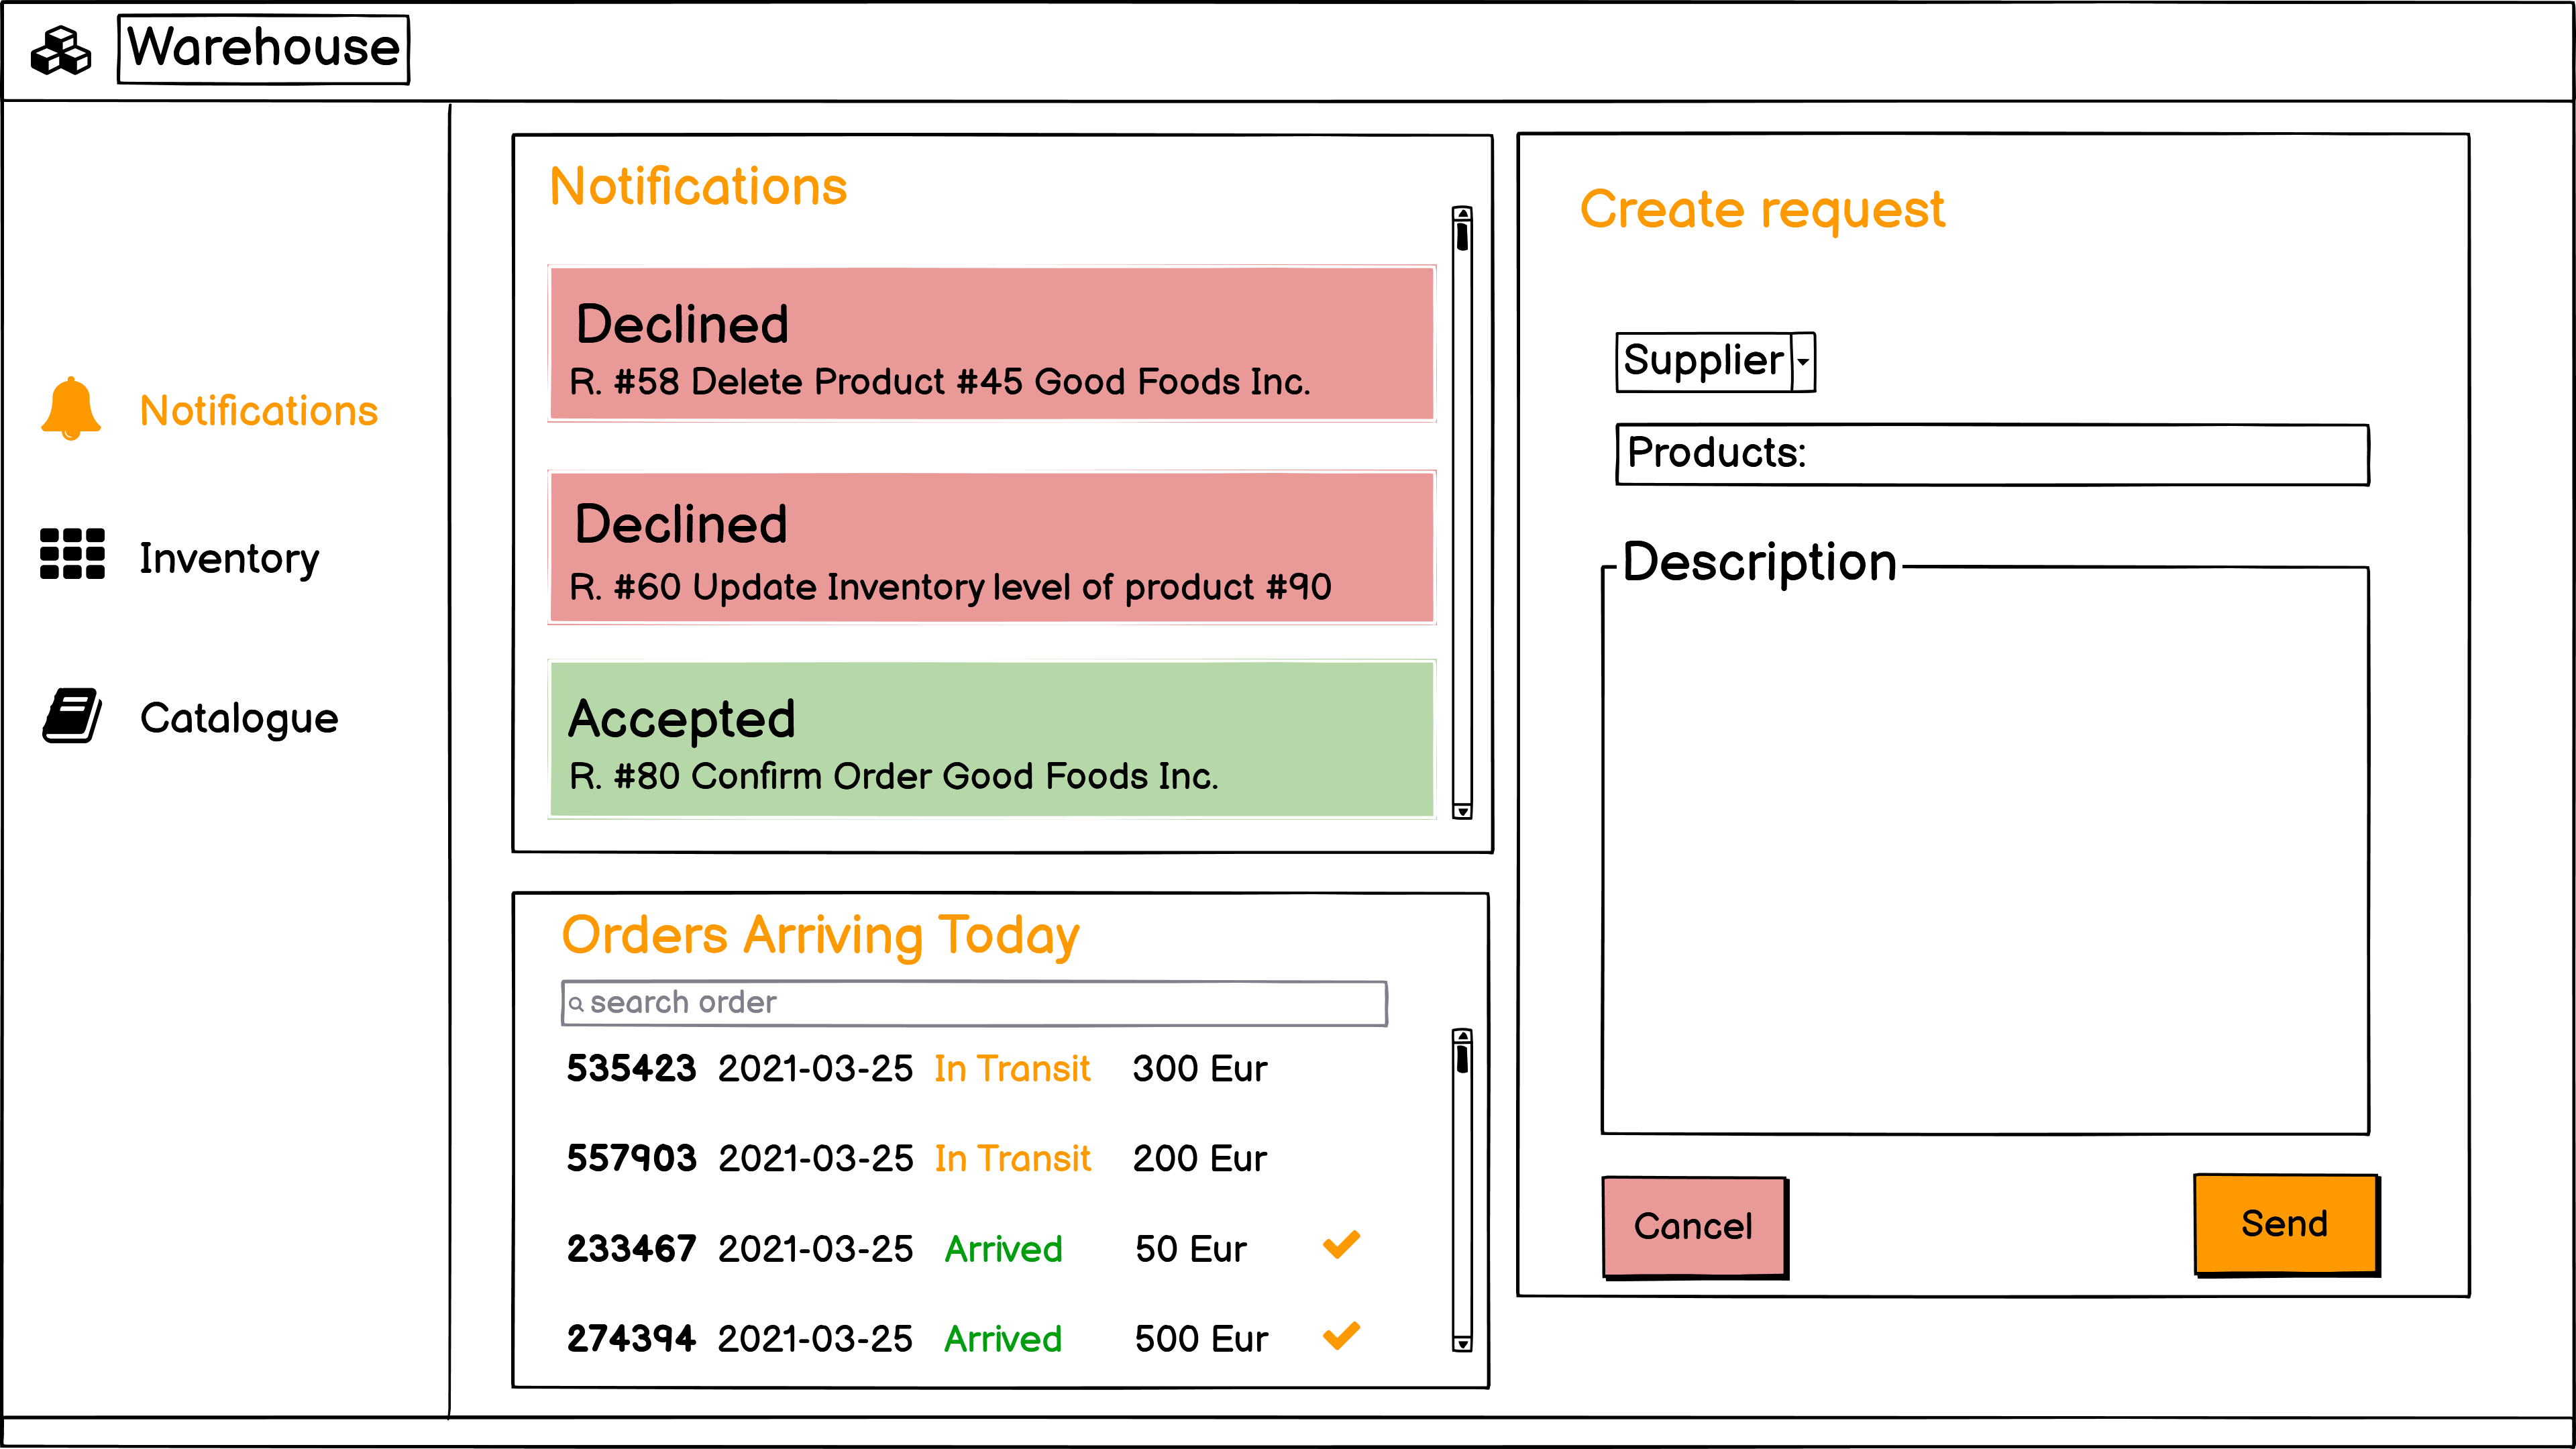 Warehouse
Notifications
Inventory
Catalogue
Notifications
Declined
R. #58 Delete Product #45 Good Foods Inc.
Declined
R. #60 Update Inventory level of product #90
Accepted
R. #80 Confirm Order Good Foods Inc.
Orders Arriving Today
search order
535423 2021-03-25 In Transit 300 Eur
557903 2021-03-25 In Transit 200 Eur
233467 2021-03-25 Arrived 50 Eur
274394 2021-03-25 Arrived 500 Eur
Create request
Supplier
Products:
Description
Cancel
Send